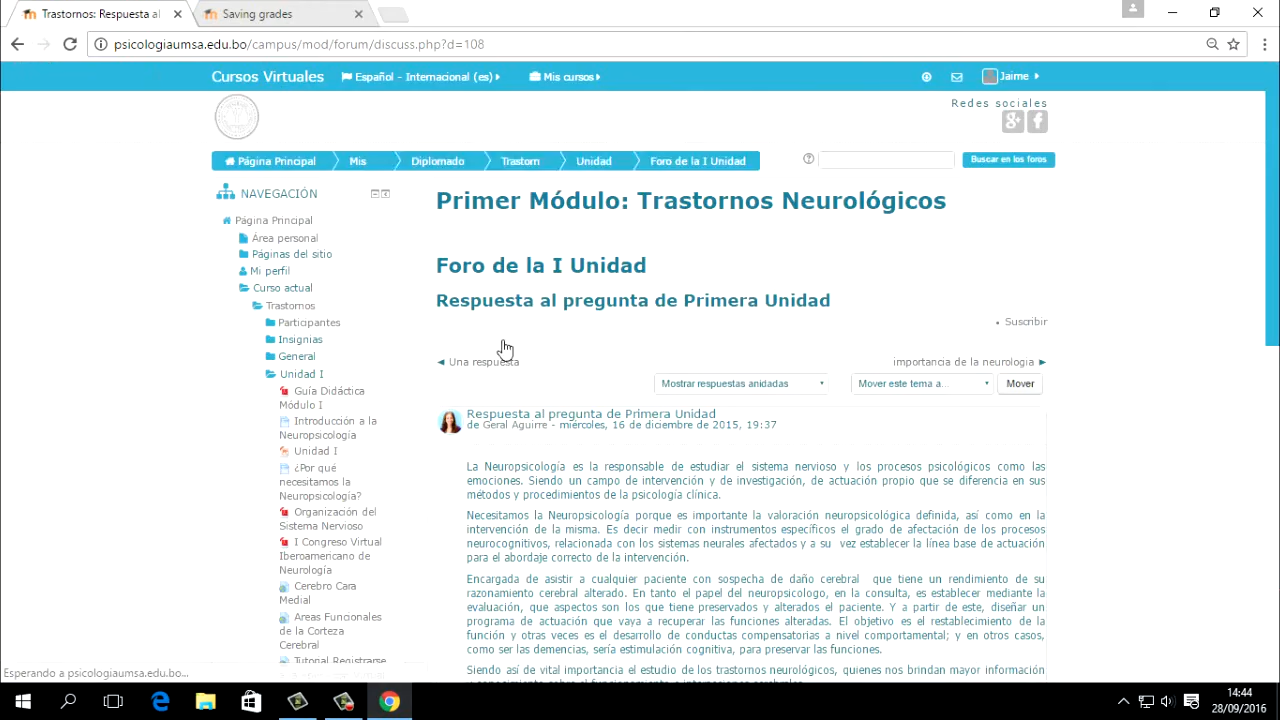 Trastornos: Respuesta al
Saving grades
psicologiaumsa.edu.bo/campus/mod/forum/discuss.php?d=108
Cursos Virtuales
Español - Internacional (es)
Mis cursos
Jaime
Redes sociales
Página Principal
Mis
Diplomado
Trastorn
Unidad
Foro de la I Unidad
Buscar en los foros
NAVEGACIÓN
Página Principal
Área personal
Páginas del sitio
Mi perfil
Curso actual
Trastornos
Participantes
Insignias
General
Unidad I
Guía Didáctica
Módulo I
Introducción a la
Neuropsicología
Unidad I
¿Por qué
necesitamos la
Neuropsicología?
Organización del
Sistema Nervioso
I Congreso Virtual
Iberoamericano de
Neurología
Cerebro Cara
Medial
Areas Funcionales
de la Corteza
Cerebral
Tutorial Registrarse
Primer Módulo: Trastornos Neurológicos
Foro de la I Unidad
Respuesta al pregunta de Primera Unidad
Suscribir
◄ Una respuesta
importancia de la neurologia ►
Mostrar respuestas anidadas
Mover este tema a...
Mover
Respuesta al pregunta de Primera Unidad
de Geral Aguirre - miércoles, 16 de diciembre de 2015, 19:37
La Neuropsicología es la responsable de estudiar el sistema nervioso y los procesos psicológicos como las
emociones. Siendo un campo de intervención y de investigación, de actuación propio que se diferencia en sus
métodos y procedimientos de la psicología clínica.
Necesitamos la Neuropsicología porque es importante la valoración neuropsicológica definida, así como en la
intervención de la misma. Es decir medir con instrumentos específicos el grado de afectación de los procesos
neurocognitivos, relacionada con los sistemas neurales afectados y a su vez establecer la línea base de actuación
para el abordaje correcto de la intervención.
Encargada de asistir a cualquier paciente con sospecha de daño cerebral que tiene un rendimiento de su
razonamiento cerebral alterado. En tanto el papel del neuropsicologo, en la consulta, es establecer mediante la
evaluación, que aspectos son los que tiene preservados y alterados el paciente. Y a partir de este, diseñar un
programa de actuación que vaya a recuperar las funciones alteradas. El objetivo es el restablecimiento de la
función y otras veces es el desarrollo de conductas compensatorias a nivel comportamental; y en otros casos,
como ser las demencias, sería estimulación cognitiva, para preservar las funciones.
Siendo así de vital importancia el estudio de los trastornos neurológicos, quienes nos brindan mayor información
Esperando a psicologiaumsa.edu.bo...
14:44
28/09/2016